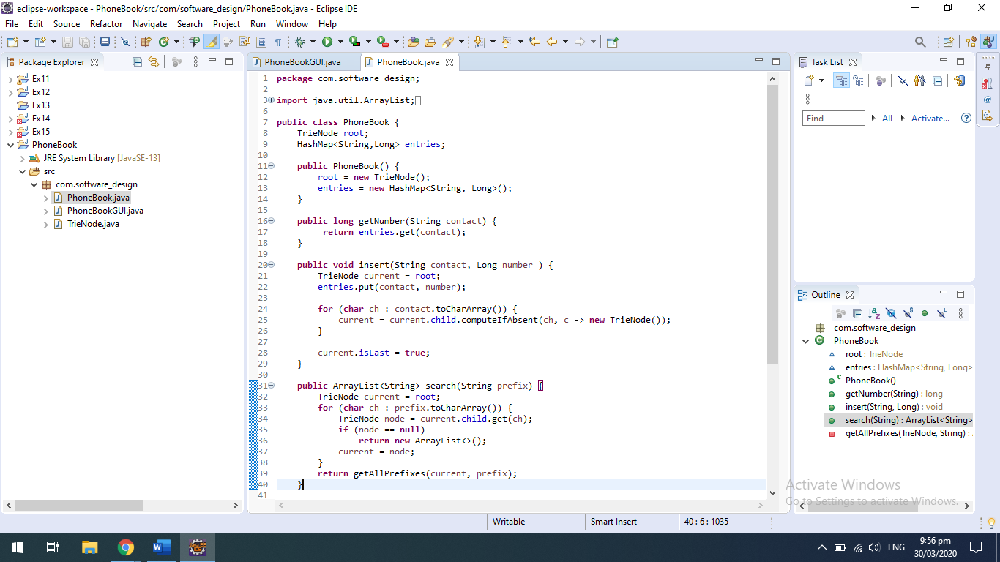 eclipse-workspace - PhoneBook/src/com/software_design/PhoneBook.java - Eclipse IDE
File Edit Source Refactor Navigate Search Project Run Window Help
Package Explorer
Ex11
Ex12
Ex13
Ex14
Ex15
PhoneBook
JRE System Library [JavaSE-13]
src
com.software_design
PhoneBook.java
PhoneBookGUI.java
TrieNode.java
PhoneBookGUI.java PhoneBook.java
1 package com.software_design;
2
3 import java.util.ArrayList;
6
7 public class PhoneBook {
8 TrieNode root;
9 HashMap<String,Long> entries;
10
11 public PhoneBook() {
12 root = new TrieNode();
13 entries = new HashMap<String, Long>();
14 }
15
16 public long getNumber(String contact) {
17 return entries.get(contact);
18 }
19
20 public void insert(String contact, Long number ) {
21 TrieNode current = root;
22 entries.put(contact, number);
23
24 for (char ch : contact.toCharArray()) {
25 current = current.child.computeIfAbsent(ch, c -> new TrieNode());
26 }
27
28 current.isLast = true;
29 }
30
31 public ArrayList<String> search(String prefix) {
32 TrieNode current = root;
33 for (char ch : prefix.toCharArray()) {
34 TrieNode node = current.child.get(ch);
35 if (node == null)
36 return new ArrayList<>();
37 current = node;
38 }
39 return getAllPrefixes(current, prefix);
40 }
41
Task List
Find All Activate...
Outline
com.software_design
PhoneBook
root : TrieNode
entries : HashMap<String, Long>
PhoneBook()
getNumber(String) : long
insert(String, Long) : void
search(String) : ArrayList<String>
getAllPrefixes(TrieNode, String) :
Activate Windows
Go to Settings to activate Windows.
Writable Smart Insert 40 : 6 : 1035
ENG
9:56 pm
30/03/2020